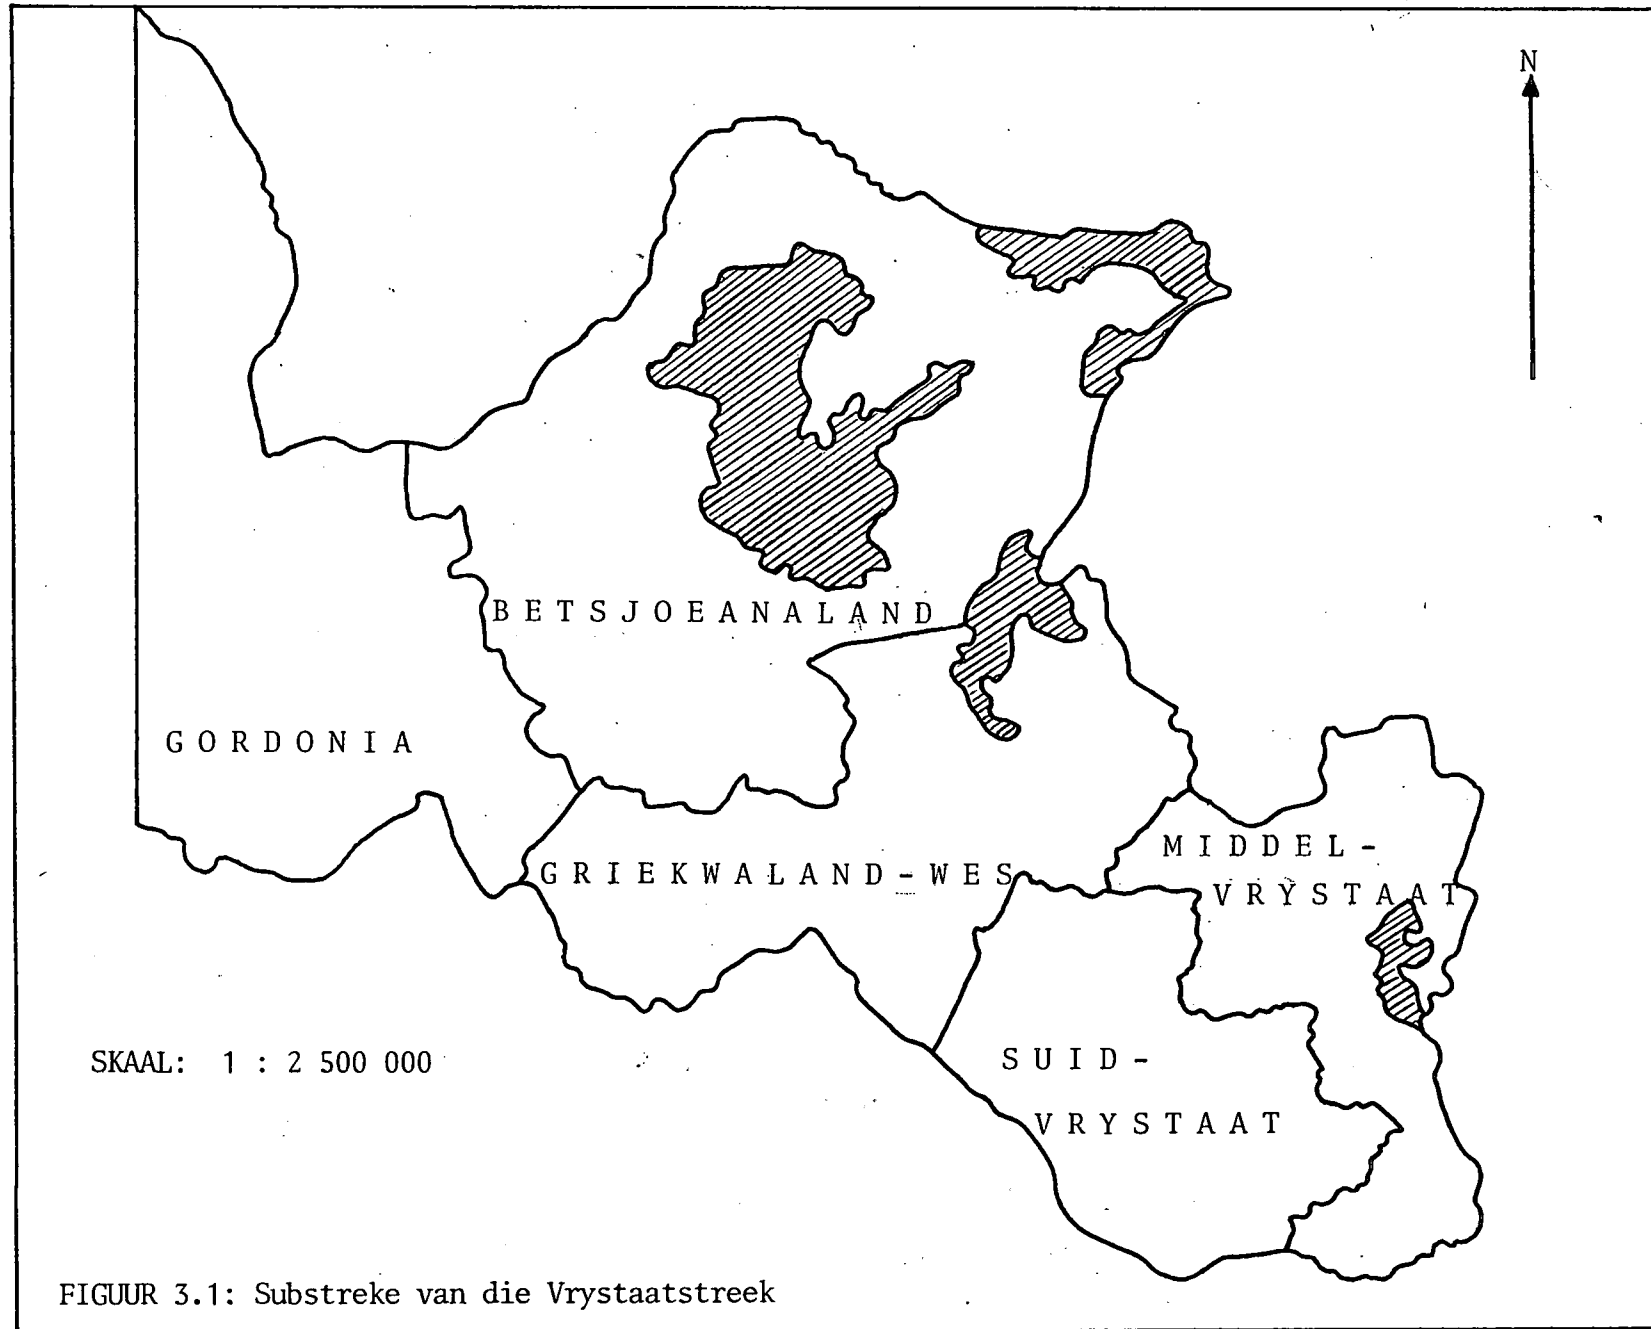 N
BETSJOEANALAND
GORDONIA
MIDDEL-
VRYSTAAT
GRIEKWALAND-WES
SUID-
VRYSTAAT
SKAAL: 1 : 2 500 000
FIGUUR 3.1: Substreke van die Vrystaatstreek